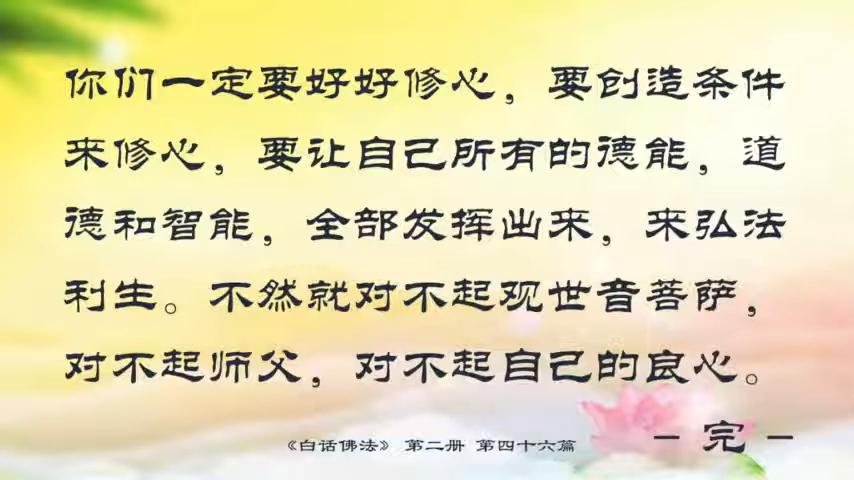 你们一定要好好修心，要创造条件
来修心，要让自己所有的德能，道
德和智能，全部发挥出来，来弘法
利生。不然就对不起观世音菩萨，
对不起师父，对不起自己的良心。
－ 完 －
《白话佛法》 第二册 第四十六篇